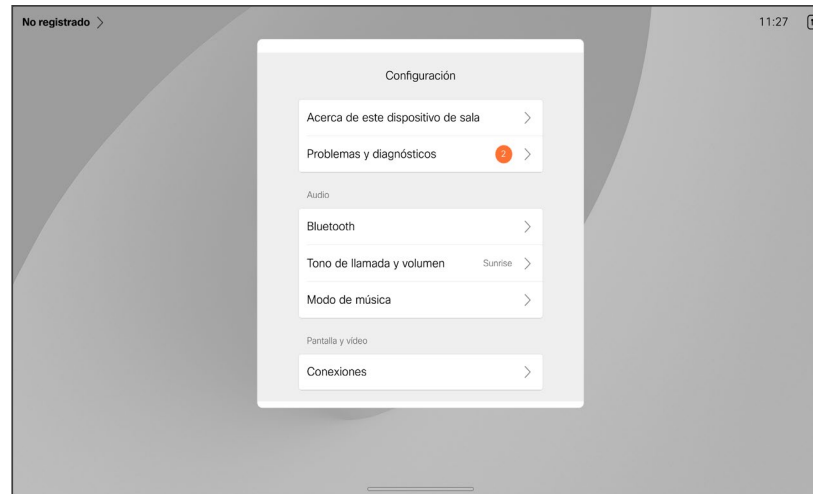 No registrado
11:27
Configuración
Acerca de este dispositivo de sala
Problemas y diagnósticos 2
Audio
Bluetooth
Tono de llamada y volumen Sunrise
Modo de música
Pantalla y vídeo
Conexiones